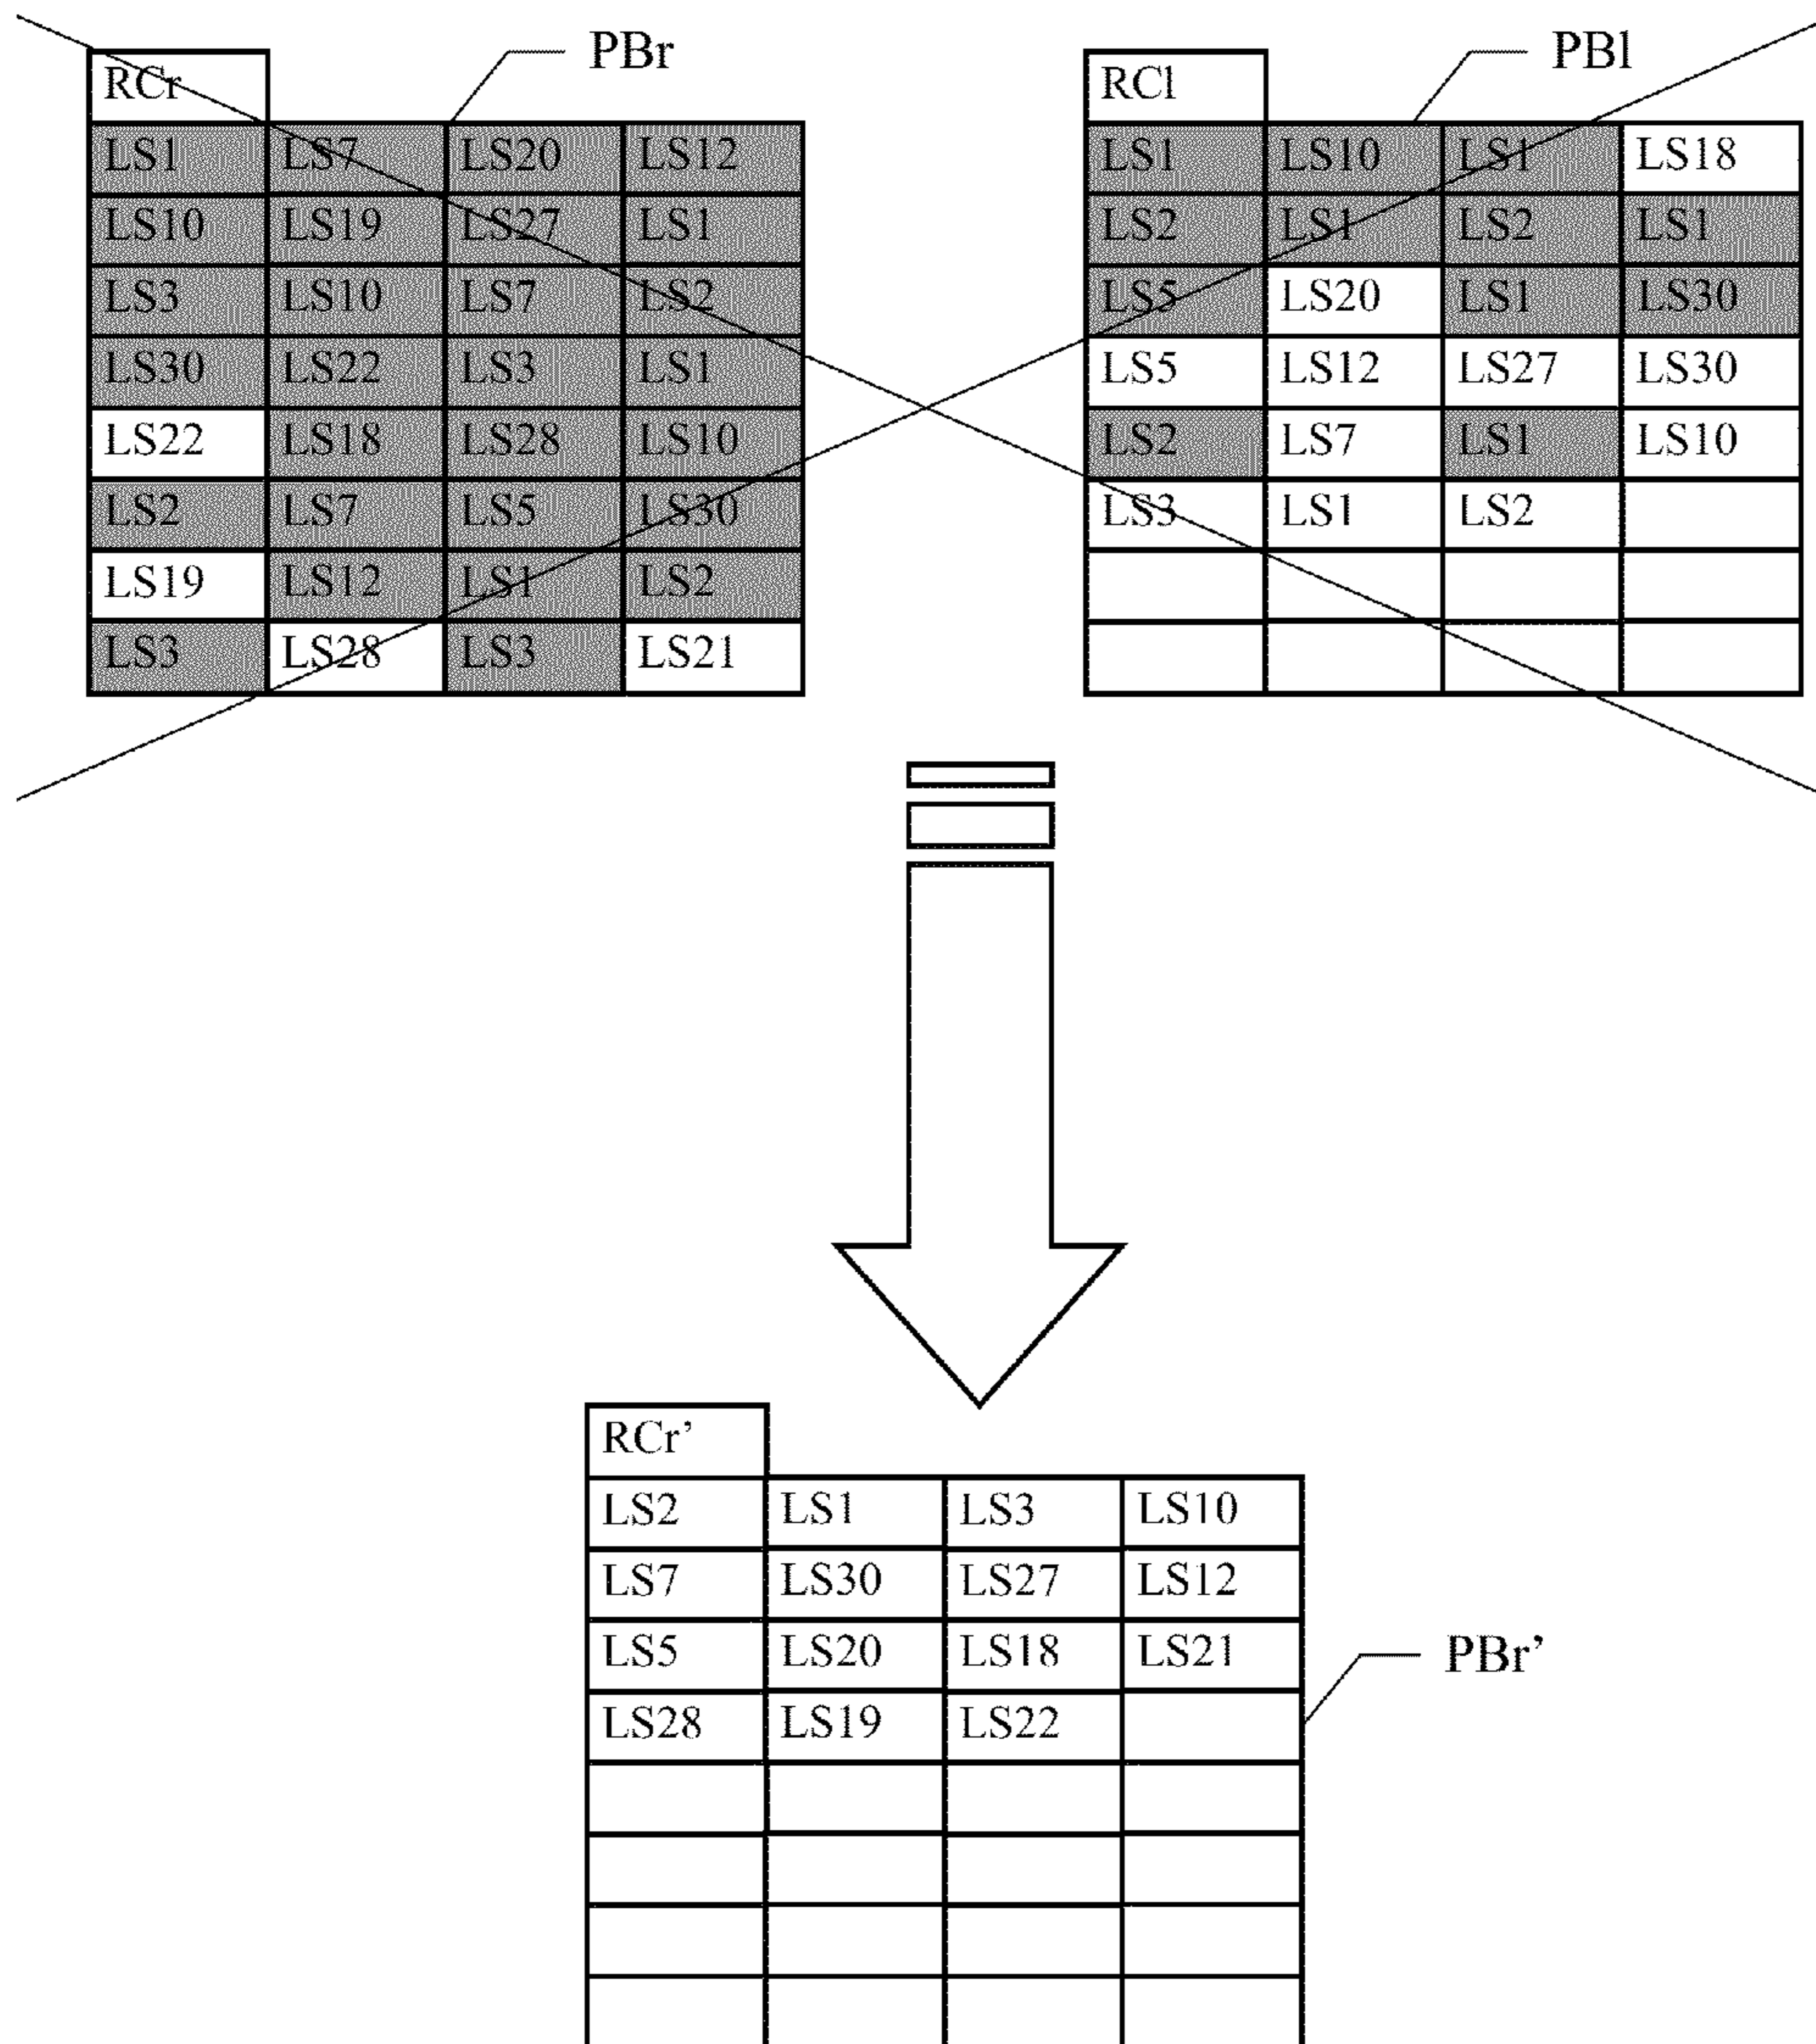 PBr
RCr
LS1 LS7 LS20 LS12
LS10 LS19 LS27 LS1
LS3 LS10 LS7 LS2
LS30 LS22 LS3 LS1
LS22 LS18 LS28 LS10
LS2 LS7 LS5 LS30
LS19 LS12 LS1 LS2
LS3 LS28 LS3 LS21
PBl
RCl
LS1 LS10 LS1 LS18
LS2 LS1 LS2 LS1
LS5 LS20 LS1 LS30
LS5 LS12 LS27 LS30
LS2 LS7 LS1 LS10
LS3 LS1 LS2
RCr’
LS2 LS1 LS3 LS10
LS7 LS30 LS27 LS12
LS5 LS20 LS18 LS21
LS28 LS19 LS22
PBr’